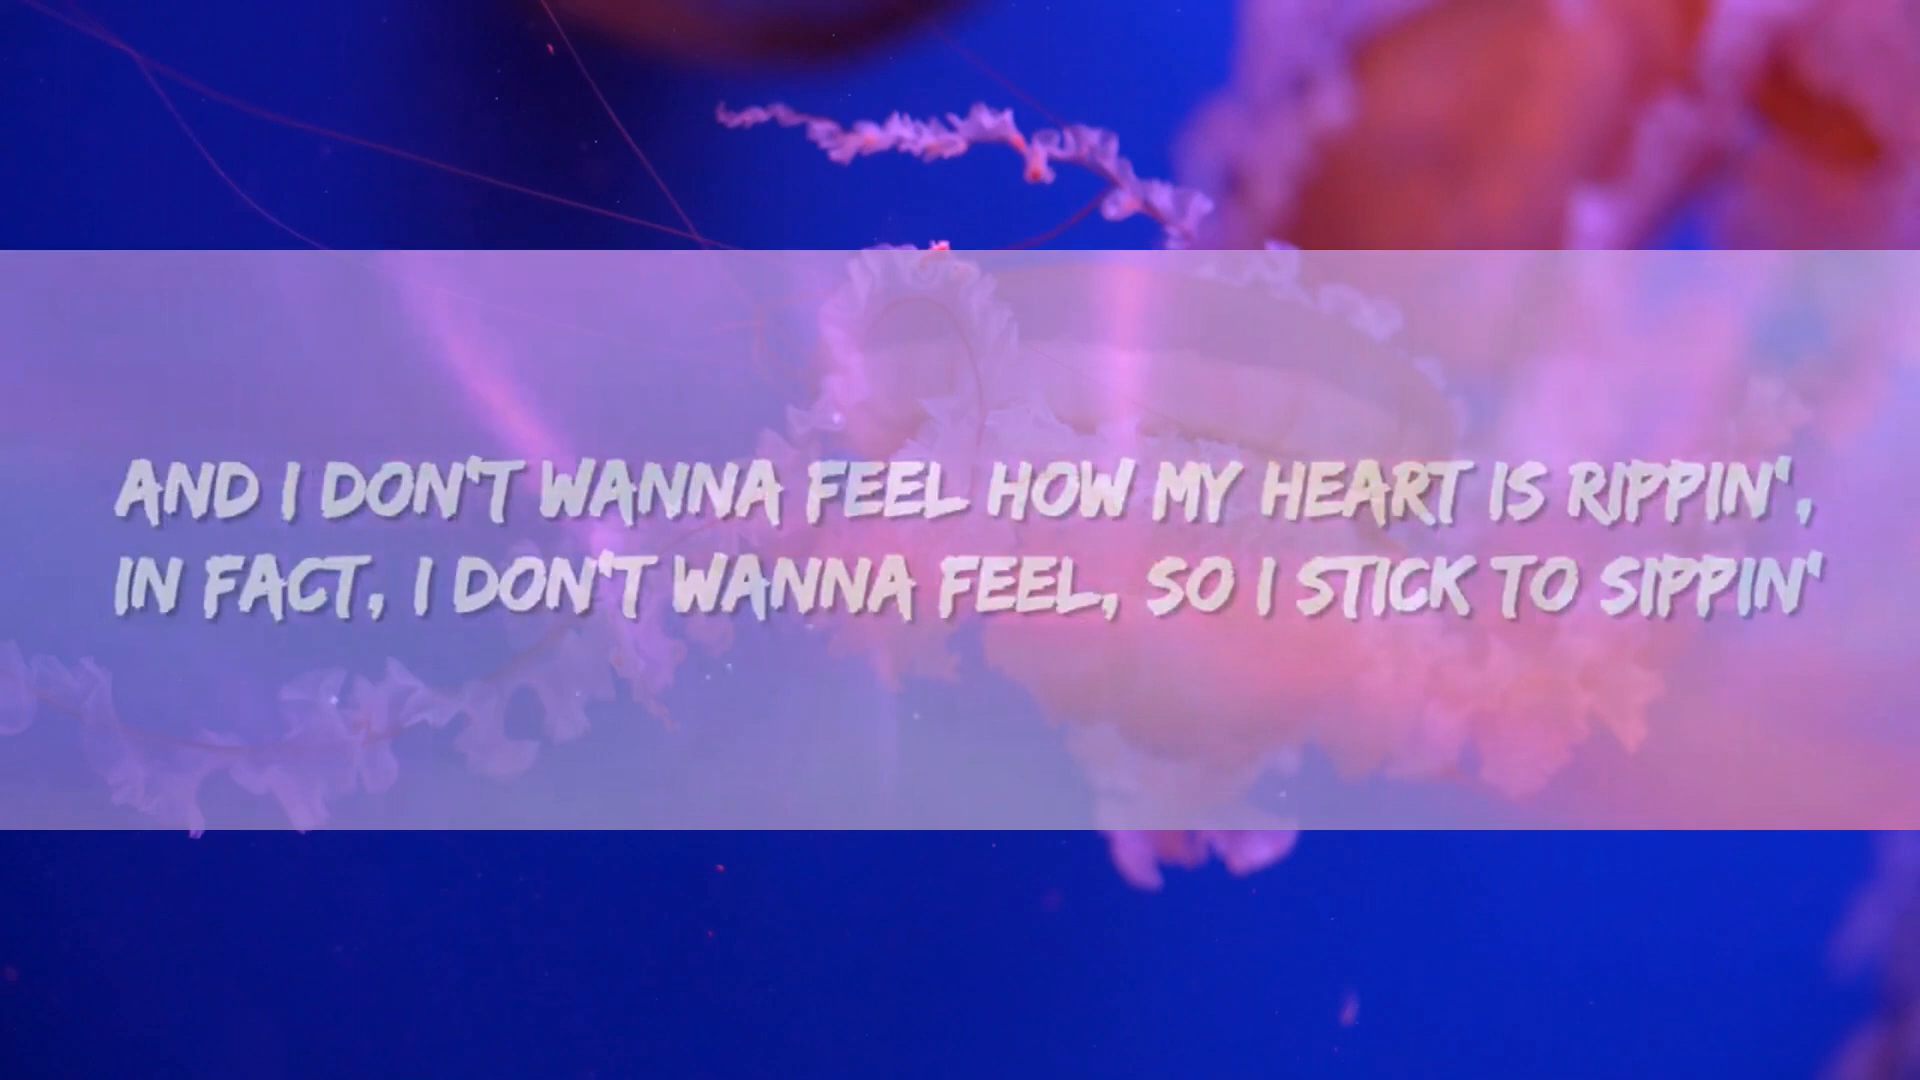 AND I DON'T WANNA FEEL HOW MY HEART IS RIPPIN',
IN FACT, I DON'T WANNA FEEL, SO I STICK TO SIPPIN'